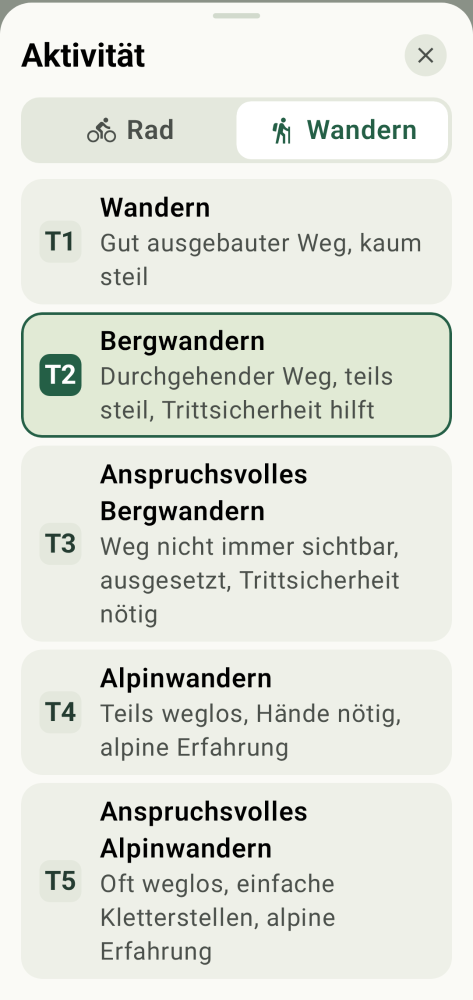 Aktivität
Rad
Wandern
Wandern
T1
Gut ausgebauter Weg, kaum
steil
Bergwandern
T2
Durchgehender Weg, teils
steil, Trittsicherheit hilft
Anspruchsvolles
Bergwandern
T3
Weg nicht immer sichtbar,
ausgesetzt, Trittsicherheit
nötig
Alpinwandern
T4
Teils weglos, Hände nötig,
alpine Erfahrung
Anspruchsvolles
Alpinwandern
T5
Oft weglos, einfache
Kletterstellen, alpine
Erfahrung